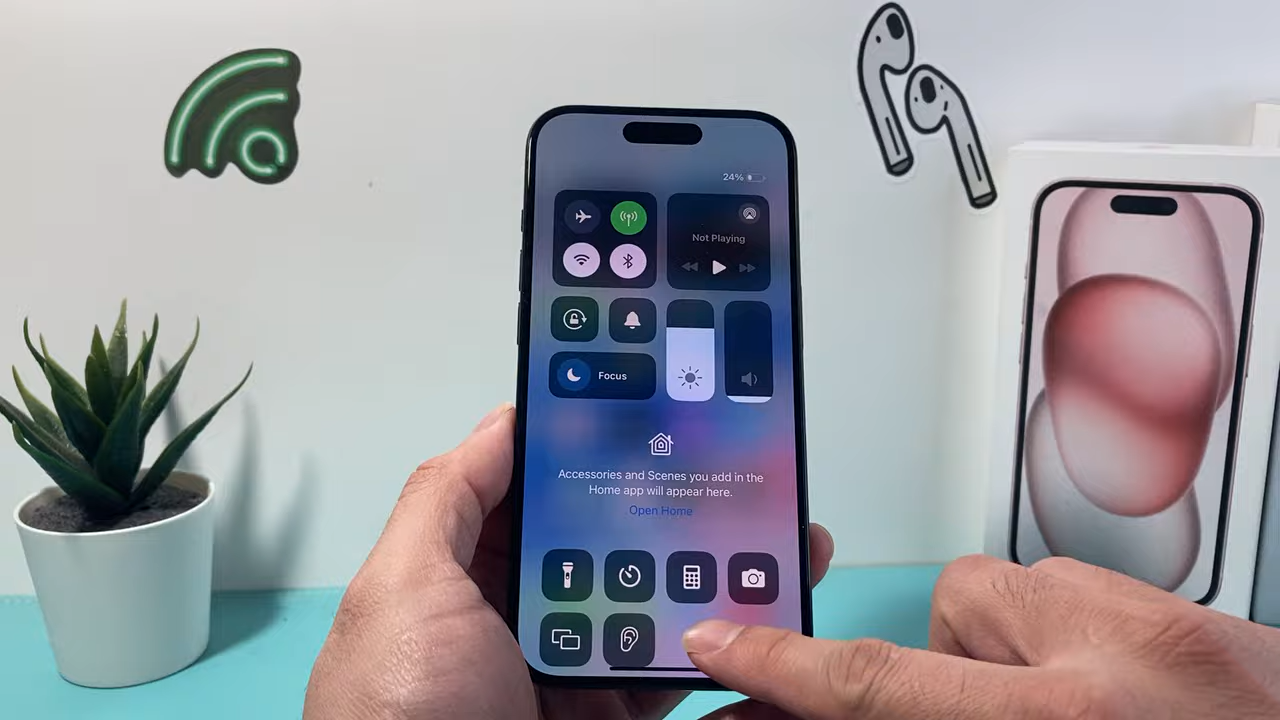 24%
Not Playing
Focus
Accessories and Scenes you add in the
Home app will appear here.
Open Home